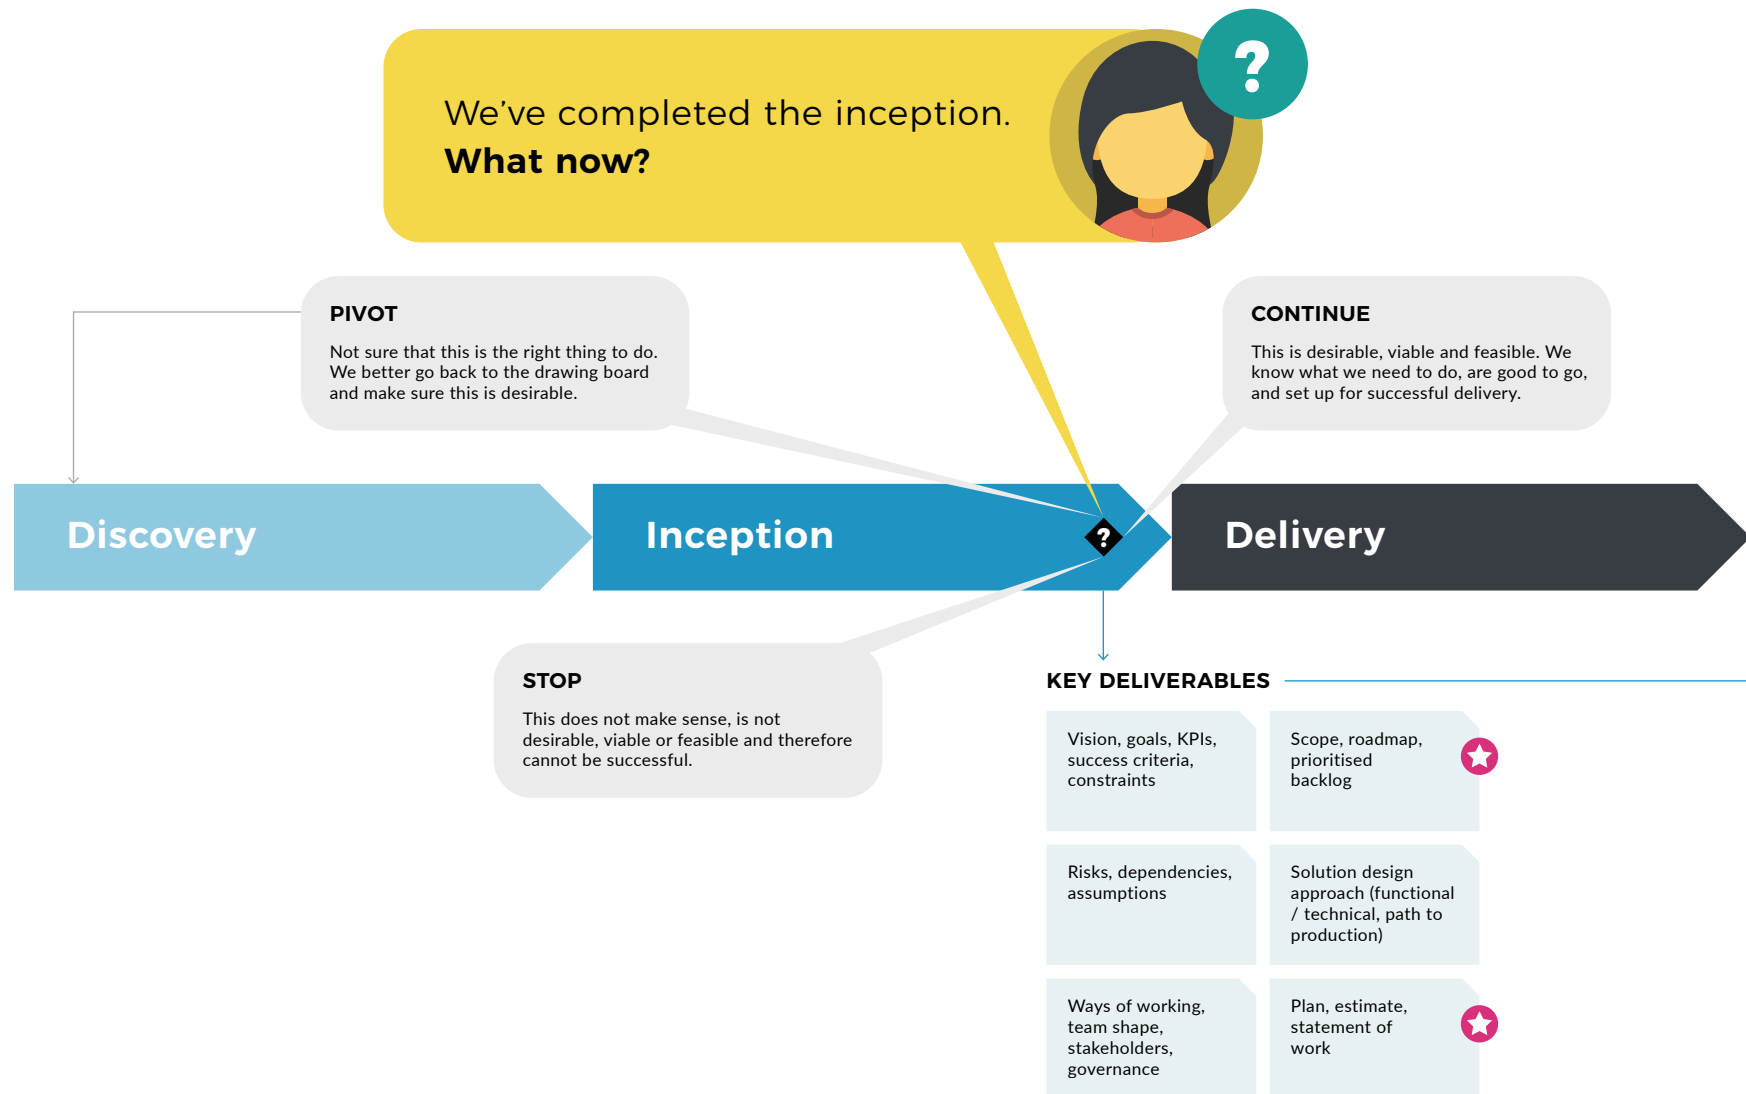 ?
We’ve completed the inception.
What now?
PIVOT
Not sure that this is the right thing to do.
We better go back to the drawing board
and make sure this is desirable.
CONTINUE
This is desirable, viable and feasible. We
know what we need to do, are good to go,
and set up for successful delivery.
Discovery
Inception
?
Delivery
STOP
This does not make sense, is not
desirable, viable or feasible and therefore
cannot be successful.
KEY DELIVERABLES
Vision, goals, KPIs,
success criteria,
constraints
Scope, roadmap,
prioritised
backlog
Risks, dependencies,
assumptions
Solution design
approach (functional
/ technical, path to
production)
Ways of working,
team shape,
stakeholders,
governance
Plan, estimate,
statement of
work